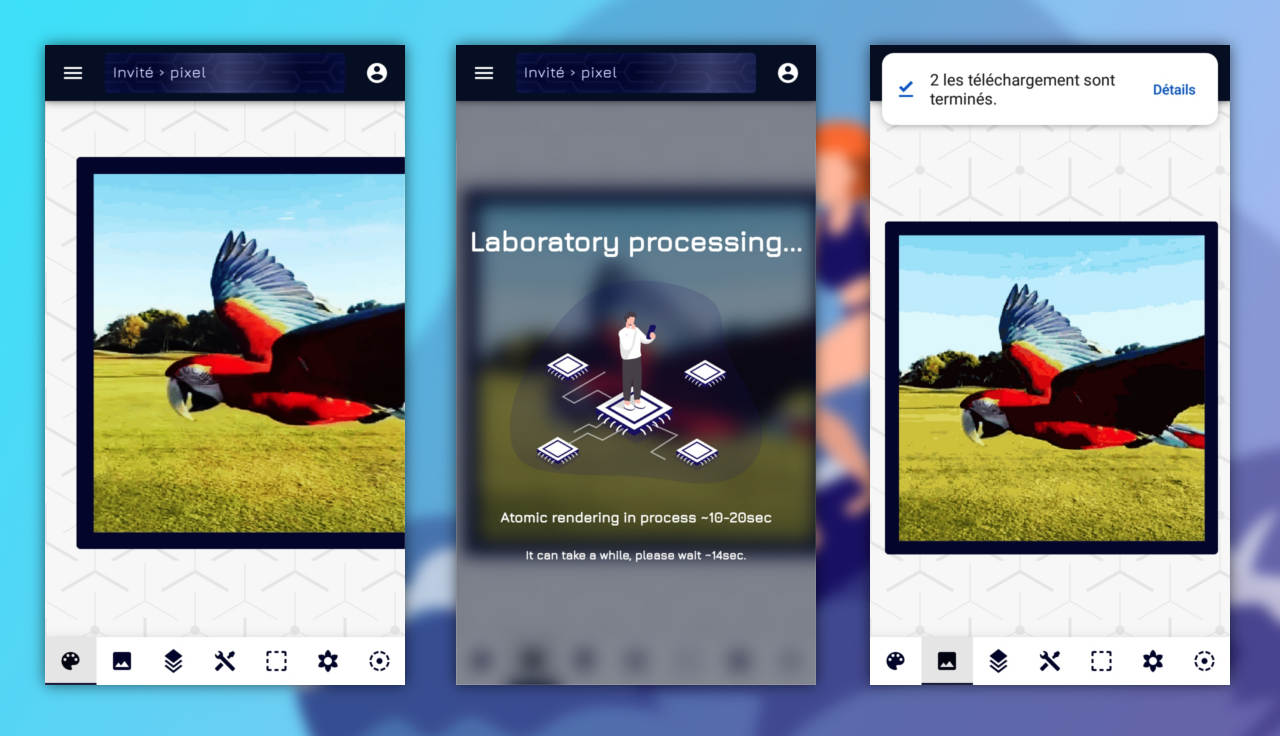 Invité > pixel
Invité > pixel
Laboratory processing...
Atomic rendering in process ~10-20sec
It can take a while, please wait ~14sec.
2 les téléchargement sont
terminés.
Détails